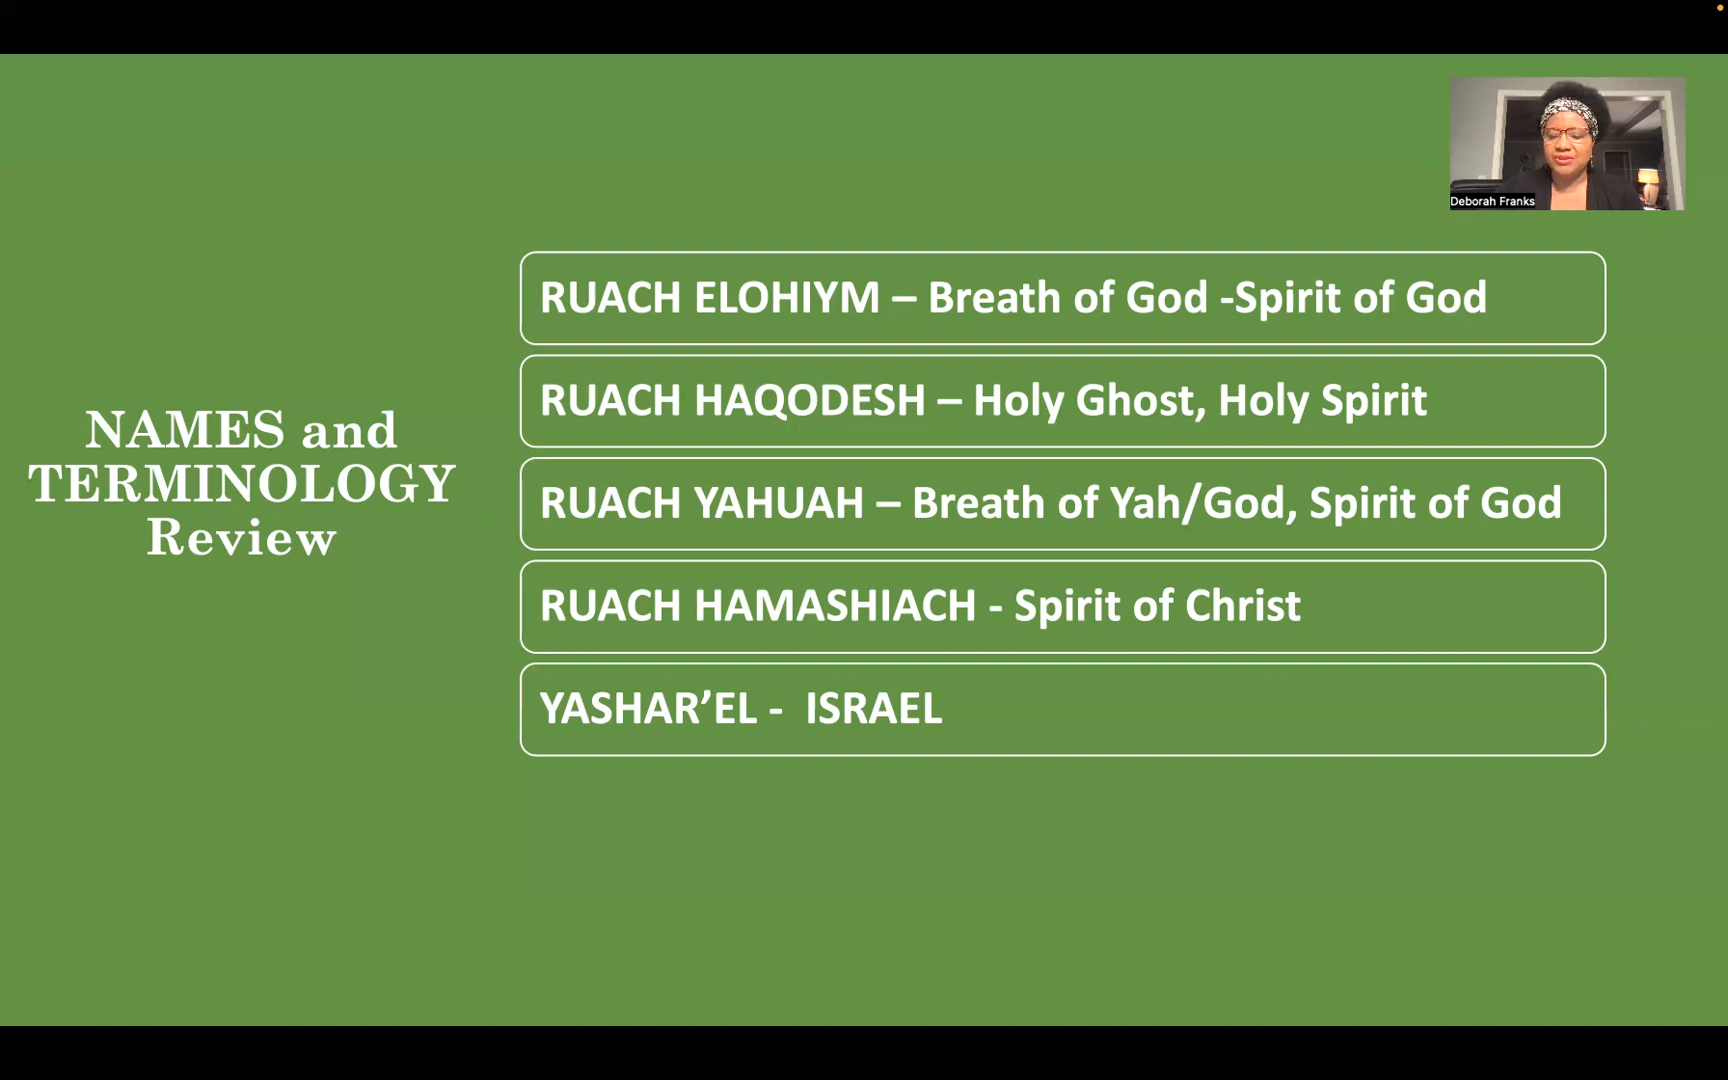 Deborah Franks
NAMES and
TERMINOLOGY
Review
RUACH ELOHIYM – Breath of God -Spirit of God
RUACH HAQODESH – Holy Ghost, Holy Spirit
RUACH YAHUAH – Breath of Yah/God, Spirit of God
RUACH HAMASHIACH - Spirit of Christ
YASHAR’EL -  ISRAEL